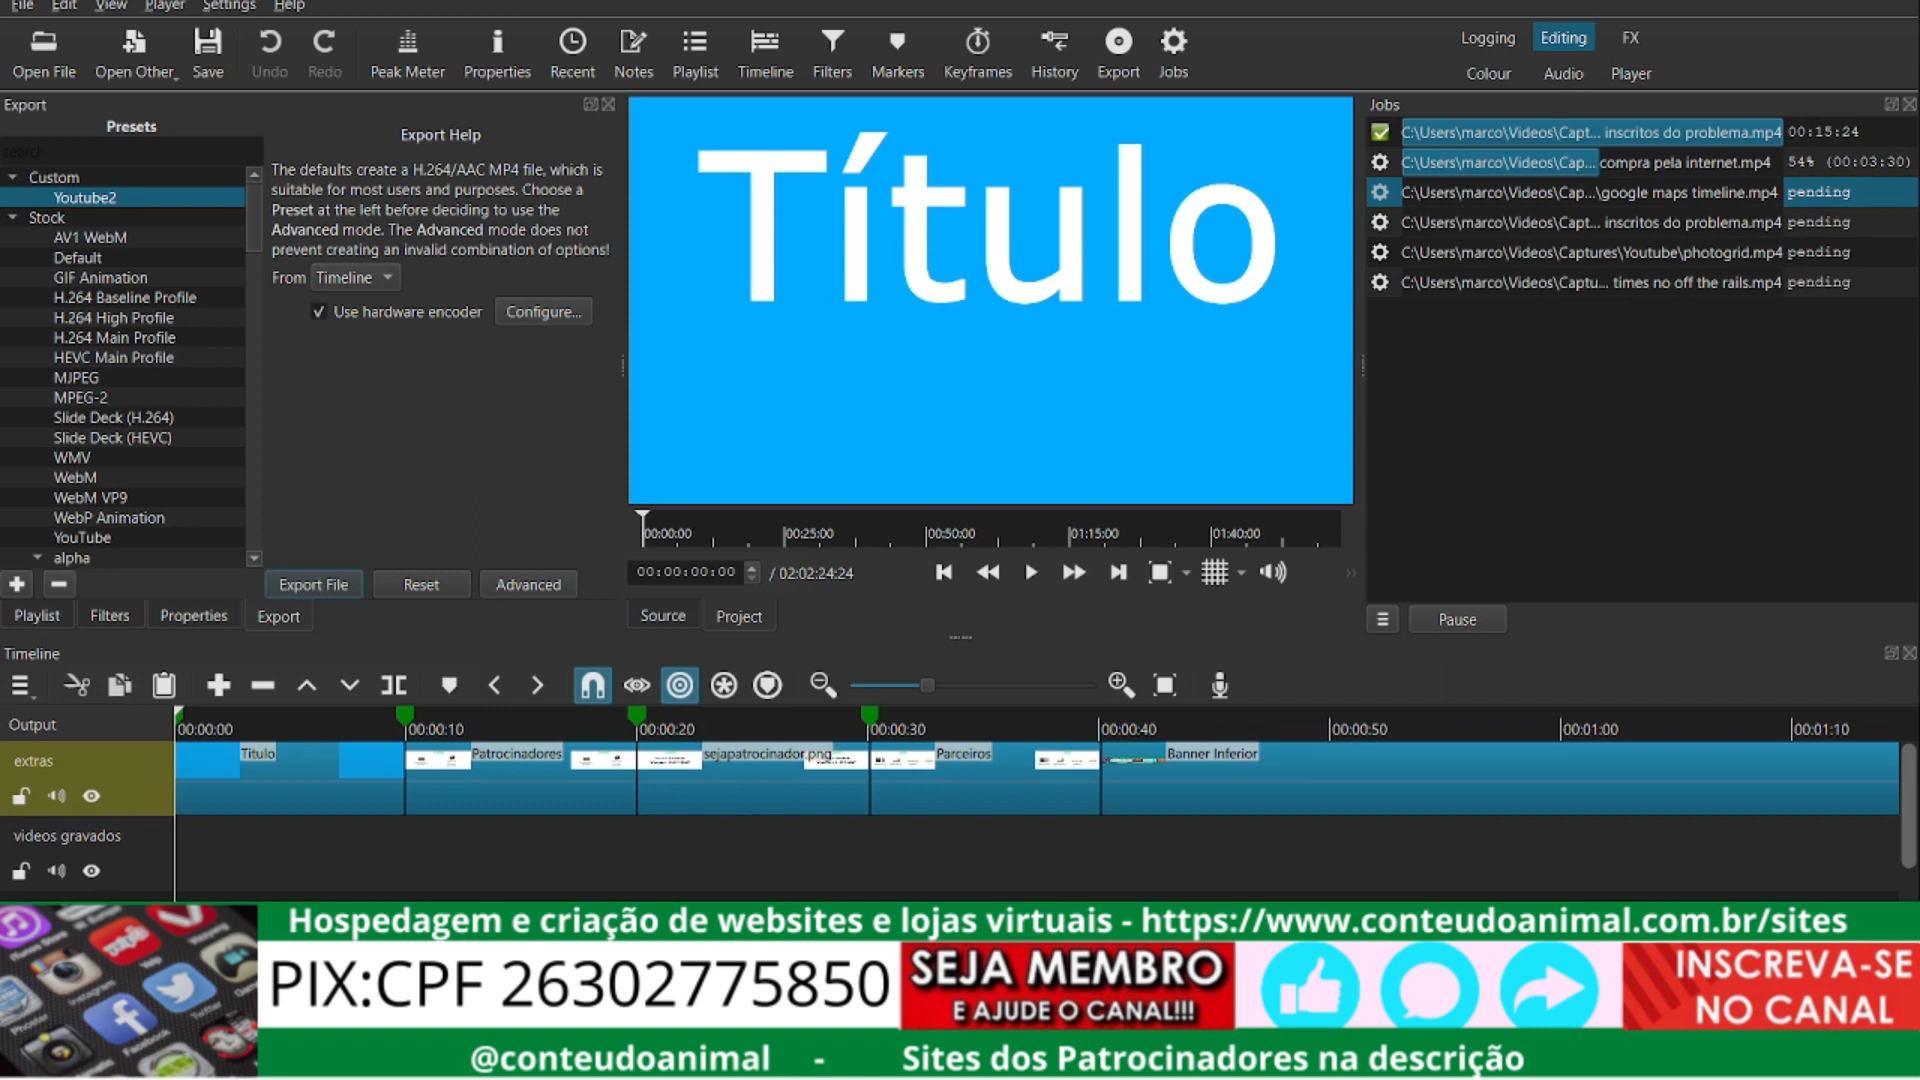 File Edit View Player Settings Help
Open File Open Other Save Undo Redo Peak Meter Properties Recent Notes Playlist Timeline Filters Markers Keyframes History Export Jobs
Logging Editing FX
Colour Audio Player
Export
Presets
search
Custom
Youtube2
Stock
AV1 WebM
Default
GIF Animation
H.264 Baseline Profile
H.264 High Profile
H.264 Main Profile
HEVC Main Profile
MJPEG
MPEG-2
Slide Deck (H.264)
Slide Deck (HEVC)
WMV
WebM
WebM VP9
WebP Animation
YouTube
alpha
Export Help
The defaults create a H.264/AAC MP4 file, which is
suitable for most users and purposes. Choose a
Preset at the left before deciding to use the
Advanced mode. The Advanced mode does not
prevent creating an invalid combination of options!
From Timeline
Use hardware encoder Configure...
Export File Reset Advanced
Playlist Filters Properties Export
Título
00:00:00 00:25:00 00:50:00 01:15:00 01:40:00
00:00:00:00 / 02:02:24:24
Source Project
Jobs
C:\Users\marco\Videos\Capt... inscritos do problema.mp4 00:15:24
C:\Users\marco\Videos\Cap... compra pela internet.mp4 54% (00:03:30)
C:\Users\marco\Videos\Cap...\google maps timeline.mp4 pending
C:\Users\marco\Videos\Capt... inscritos do problema.mp4 pending
C:\Users\marco\Videos\Captures\Youtube\photogrid.mp4 pending
C:\Users\marco\Videos\Captu... times no off the rails.mp4 pending
Pause
Timeline
Output
00:00:00 00:00:10 00:00:20 00:00:30 00:00:40 00:00:50 00:01:00 00:01:10
extras
Título Patrocinadores sejapatrocinador.png Parceiros Banner Inferior
videos gravados
Hospedagem e criação de websites e lojas virtuais - https://www.conteudoanimal.com.br/sites
PIX:CPF 26302775850
SEJA MEMBRO
E AJUDE O CANAL!!!
INSCREVA-SE
NO CANAL
@conteudoanimal - Sites dos Patrocinadores na descrição
Instagram
Facebook